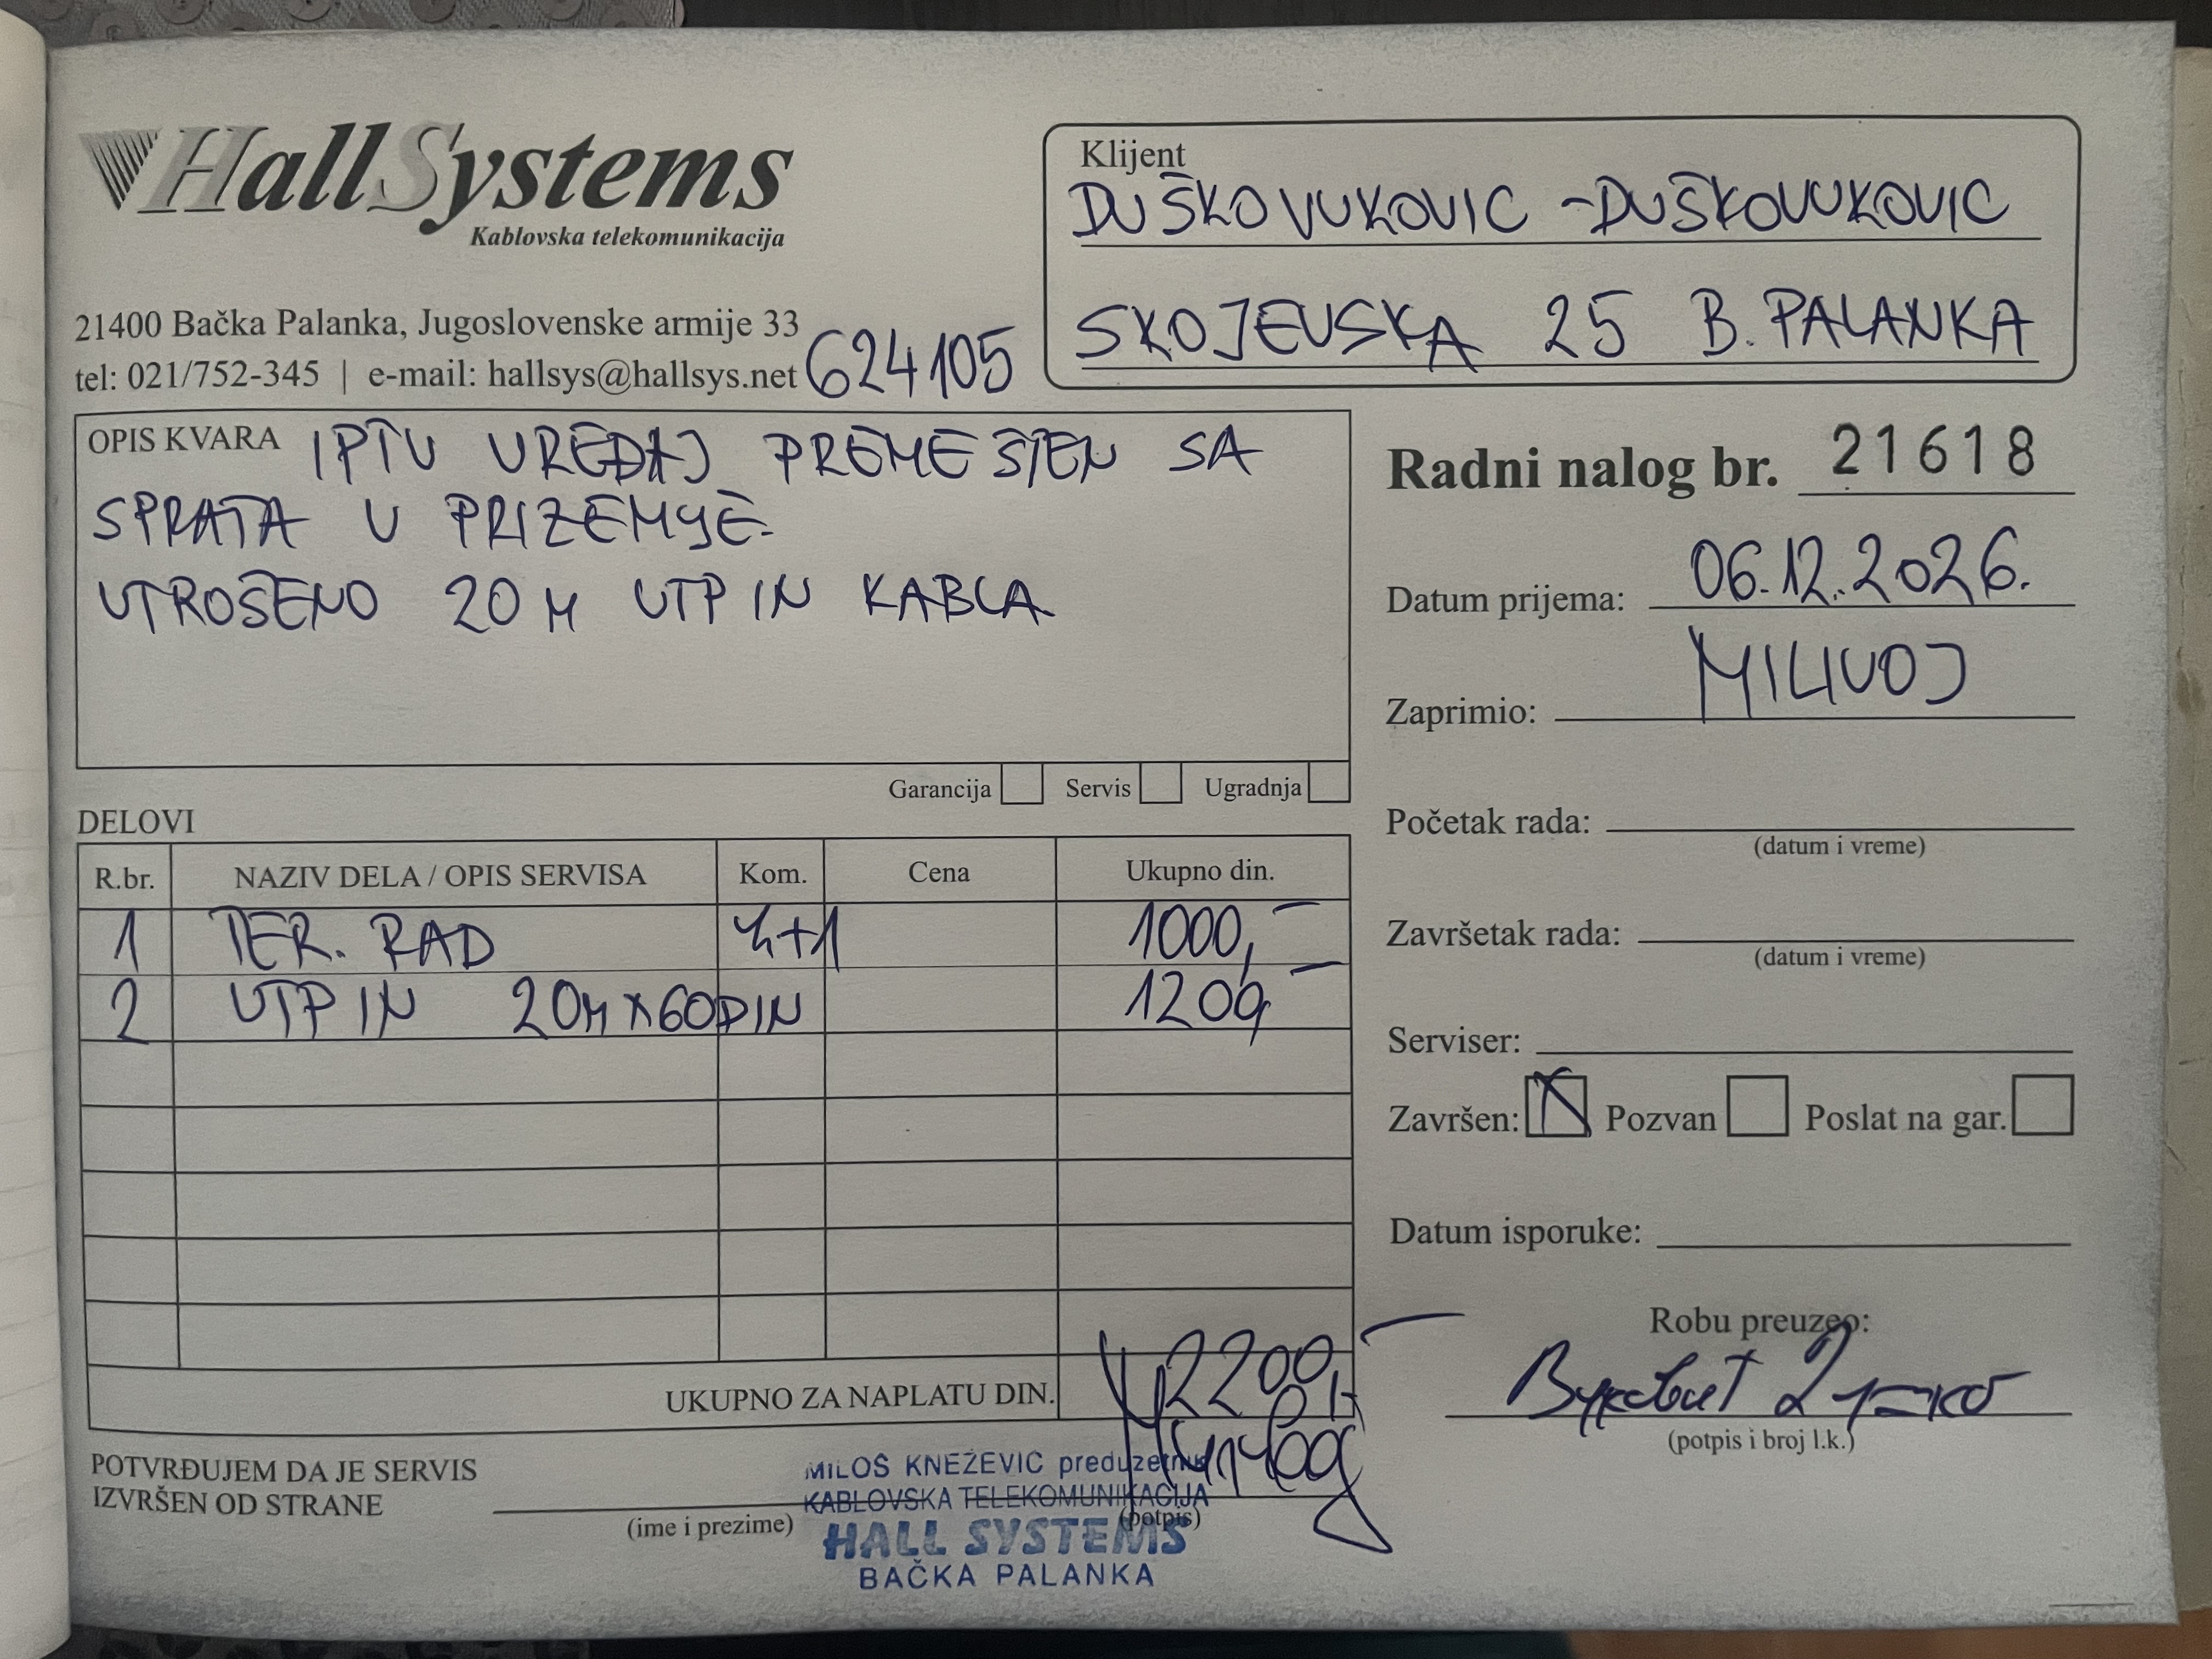 HallSystems
Kablovska telekomunikacija
21400 Bačka Palanka, Jugoslovenske armije 33
tel: 021/752-345 | e-mail: hallsys@hallsys.net
624105
Klijent
DUŠKO VUKOVIC - DUŠKOVUKOVIC
SKOJEVSKA 25 B. PALANKA
OPIS KVARA IPTV UREĐAJ PREMEŠTEN SA
SPRATA U PRIZEMJE
UTROŠENO 20 M UTP IN KABLA
Garancija Servis Ugradnja
Radni nalog br. 21618
Datum prijema: 06.12.2026.
Zaprimio: MILIVOJ
Početak rada:
(datum i vreme)
Završetak rada:
(datum i vreme)
Serviser:
Završen: Pozvan Poslat na gar.
Datum isporuke:
Robu preuzeo:
Вуковић Душко
(potpis i broj l.k.)
DELOVI
R.br. NAZIV DELA / OPIS SERVISA Kom. Cena Ukupno din.
1 TER. RAD 1000,-
2 UTP IN 20M X 60DIN 1200,-
UKUPNO ZA NAPLATU DIN. 2200,-
POTVRĐUJEM DA JE SERVIS
IZVRŠEN OD STRANE
(ime i prezime)
(potpis)
MILOŠ KNEŽEVIĆ preduzetnik
KABLOVSKA TELEKOMUNIKACIJA
HALL SYSTEMS
BAČKA PALANKA